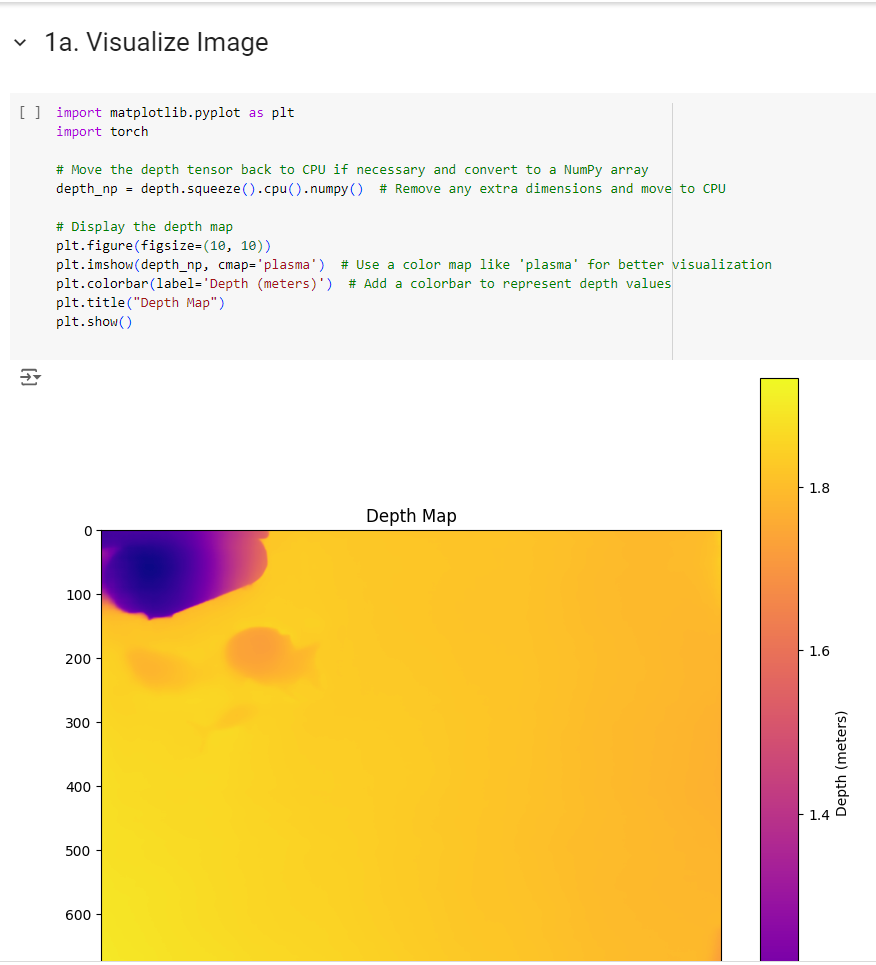 1a. Visualize Image
[ ] import matplotlib.pyplot as plt
import torch
# Move the depth tensor back to CPU if necessary and convert to a NumPy array
depth_np = depth.squeeze().cpu().numpy()  # Remove any extra dimensions and move to CPU
# Display the depth map
plt.figure(figsize=(10, 10))
plt.imshow(depth_np, cmap='plasma')  # Use a color map like 'plasma' for better visualization
plt.colorbar(label='Depth (meters)')  # Add a colorbar to represent depth values
plt.title("Depth Map")
plt.show()
Depth Map
0
100
200
300
400
500
600
1.8
1.6
1.4
Depth (meters)